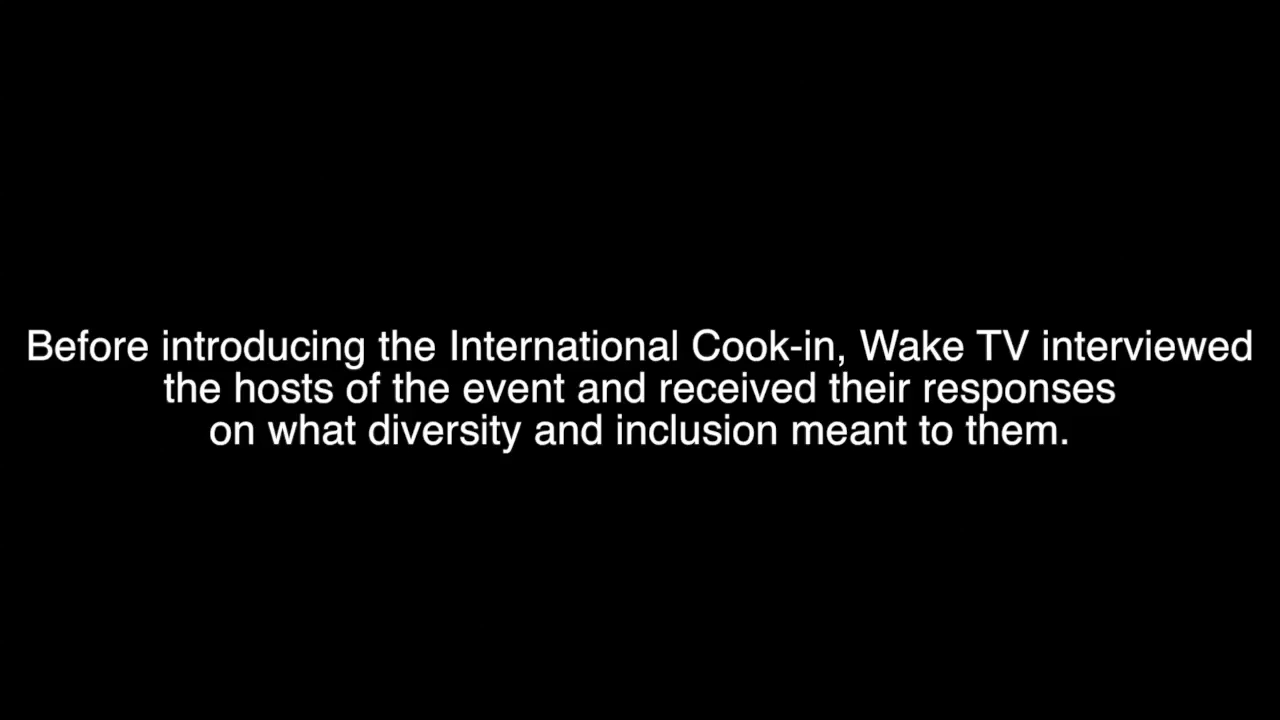 Before introducing the International Cook-in, Wake TV interviewed
the hosts of the event and received their responses
on what diversity and inclusion meant to them.